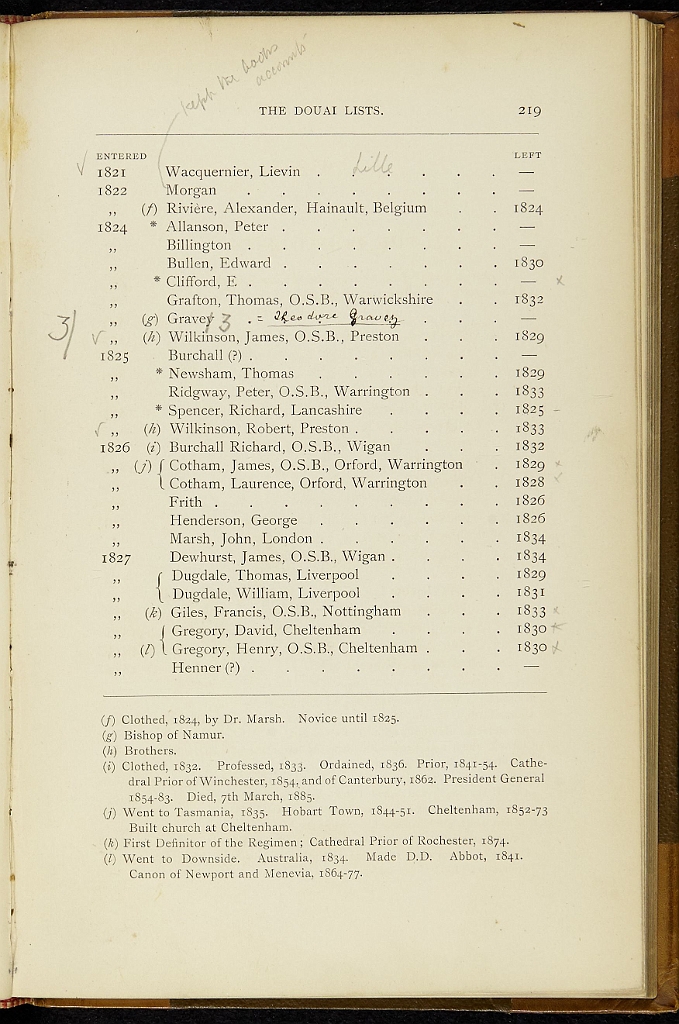 kept the books
accounts
THE DOUAI LISTS. 219
ENTERED LEFT
1821 Wacquernier, Lievin . Lille . . . —
1822 Morgan . . . . . . . . —
„ (f) Rivière, Alexander, Hainault, Belgium . . 1824
1824 * Allanson, Peter . . . . . . . —
„ Billington . . . . . . . . —
„ Bullen, Edward . . . . . . . 1830
„ * Clifford, E . . . . . . . . — x
„ Grafton, Thomas, O.S.B., Warwickshire . . 1832
3/ „ (g) Gravey 3 . = Theodore Gravez . . . —
✓ „ (h) Wilkinson, James, O.S.B., Preston . . . 1829
1825 Burchall (?) . . . . . . . . —
„ * Newsham, Thomas . . . . . . 1829
„ Ridgway, Peter, O.S.B., Warrington . . . 1833
„ * Spencer, Richard, Lancashire . . . . 1825 -
✓ „ (h) Wilkinson, Robert, Preston . . . . . 1833
1826 (i) Burchall Richard, O.S.B., Wigan . . . 1832
„ (j) { Cotham, James, O.S.B., Orford, Warrington . 1829 x
„ { Cotham, Laurence, Orford, Warrington . . 1828
„ Frith . . . . . . . . . 1826
„ Henderson, George . . . . . . 1826
„ Marsh, John, London . . . . . . 1834
1827 Dewhurst, James, O.S.B., Wigan . . . . 1834
„ { Dugdale, Thomas, Liverpool . . . . 1829
„ { Dugdale, William, Liverpool . . . . 1831
„ (k) Giles, Francis, O.S.B., Nottingham . . . 1833 x
„ { Gregory, David, Cheltenham . . . . 1830 x
„ (l) { Gregory, Henry, O.S.B., Cheltenham . . . 1830 x
„ Henner (?) . . . . . . . . —
(f) Clothed, 1824, by Dr. Marsh. Novice until 1825.
(g) Bishop of Namur.
(h) Brothers.
(i) Clothed, 1832. Professed, 1833. Ordained, 1836. Prior, 1841-54. Cathe-
dral Prior of Winchester, 1854, and of Canterbury, 1862. President General
1854-83. Died, 7th March, 1885.
(j) Went to Tasmania, 1835. Hobart Town, 1844-51. Cheltenham, 1852-73
Built church at Cheltenham.
(k) First Definitor of the Regimen; Cathedral Prior of Rochester, 1874.
(l) Went to Downside. Australia, 1834. Made D.D. Abbot, 1841.
Canon of Newport and Menevia, 1864-77.